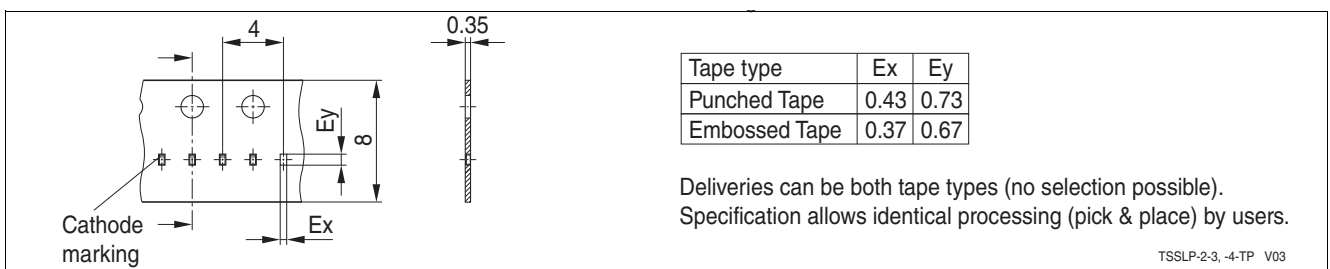 4
0.35
Ey
8
Ex
Cathode
marking
Tape type Ex Ey
Punched Tape 0.43 0.73
Embossed Tape 0.37 0.67
Deliveries can be both tape types (no selection possible).
Specification allows identical processing (pick & place) by users.
TSSLP-2-3, -4-TP V03